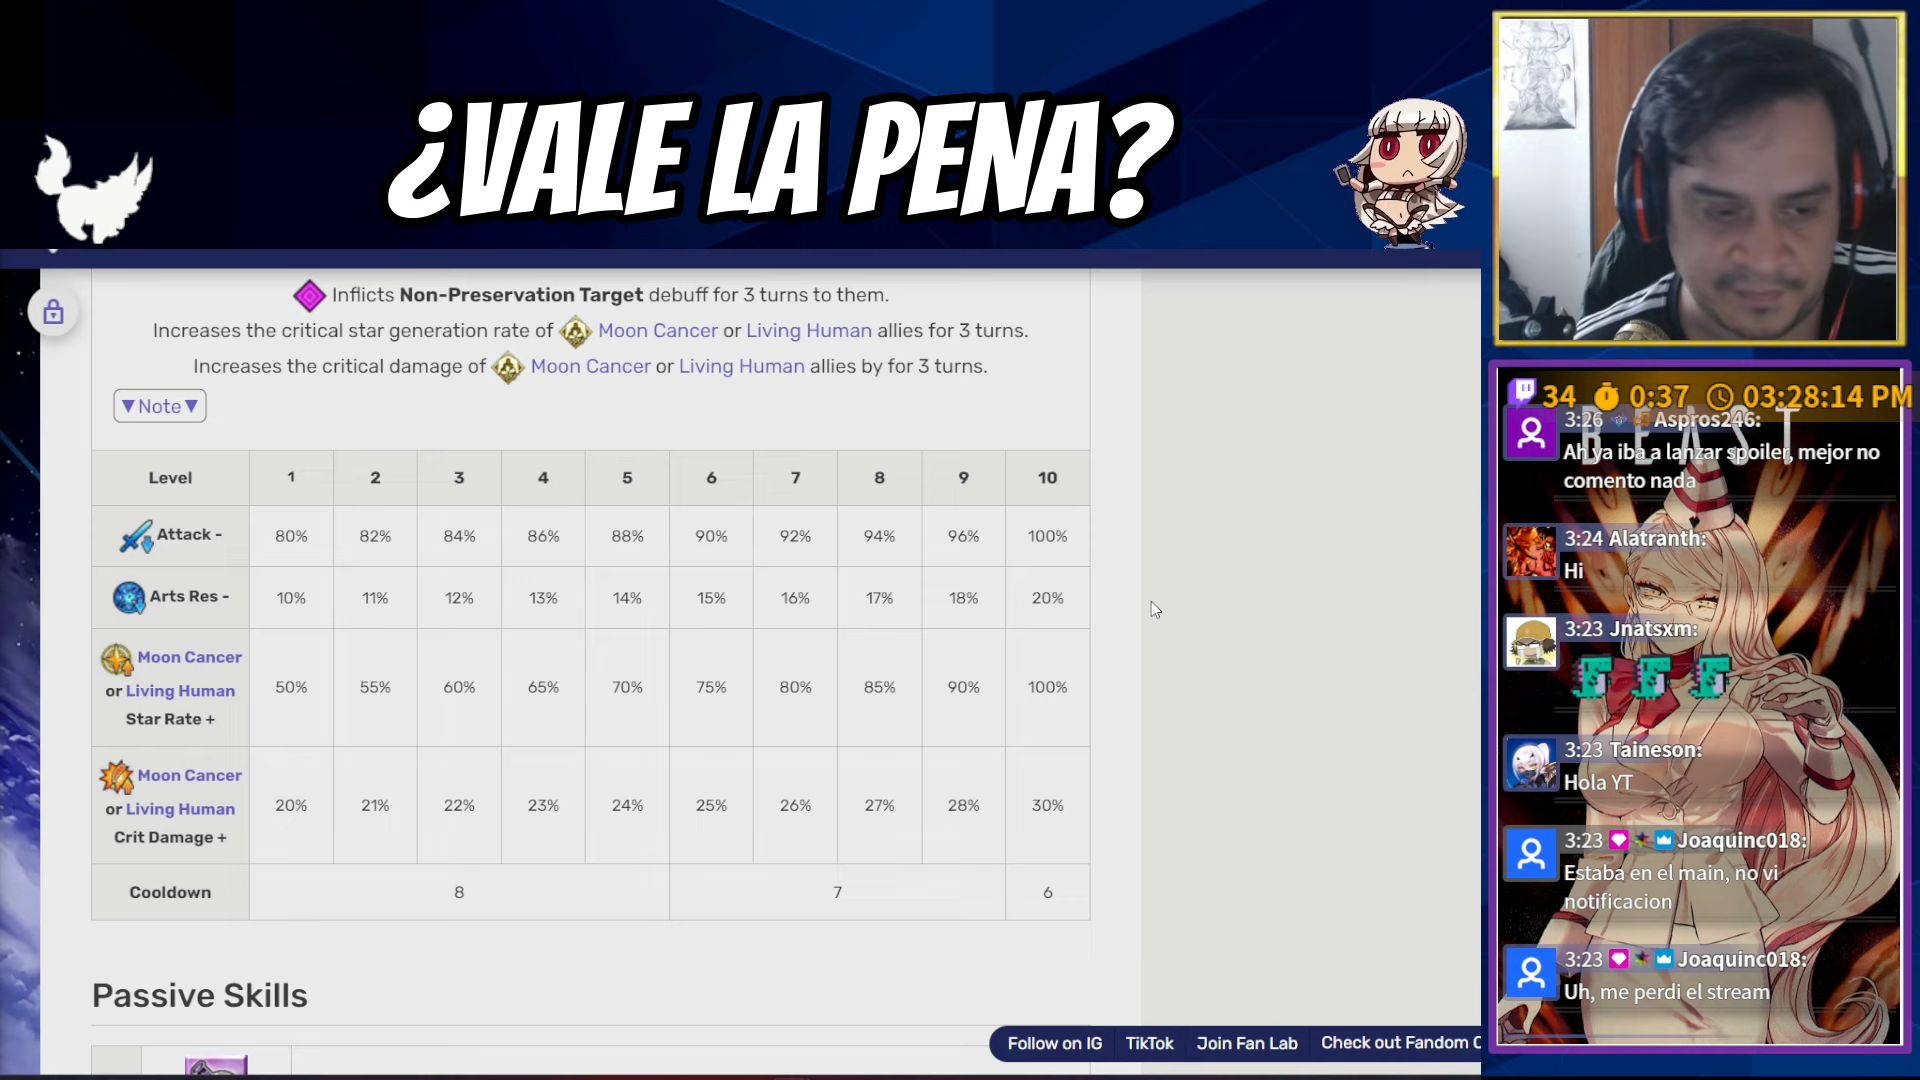 ¿VALE LA PENA?
Inflicts Non-Preservation Target debuff for 3 turns to them.
Increases the critical star generation rate of Moon Cancer or Living Human allies for 3 turns.
Increases the critical damage of Moon Cancer or Living Human allies by for 3 turns.
▼Note▼
Level 1 2 3 4 5 6 7 8 9 10
Attack - 80% 82% 84% 86% 88% 90% 92% 94% 96% 100%
Arts Res - 10% 11% 12% 13% 14% 15% 16% 17% 18% 20%
Moon Cancer
or Living Human
Star Rate +
50% 55% 60% 65% 70% 75% 80% 85% 90% 100%
Moon Cancer
or Living Human
Crit Damage +
20% 21% 22% 23% 24% 25% 26% 27% 28% 30%
Cooldown 8 7 6
Passive Skills
Follow on IG TikTok Join Fan Lab Check out Fandom
34 0:37 03:28:14 PM
BEAST
3:26 Aspros246:
Ah ya iba a lanzar spoiler, mejor no
comento nada
3:24 Alatranth:
Hi
3:23 Jnatsxm:
3:23 Taineson:
Hola YT
3:23 Joaquinc018:
Estaba en el main, no vi
notificacion
3:23 Joaquinc018:
Uh, me perdi el stream